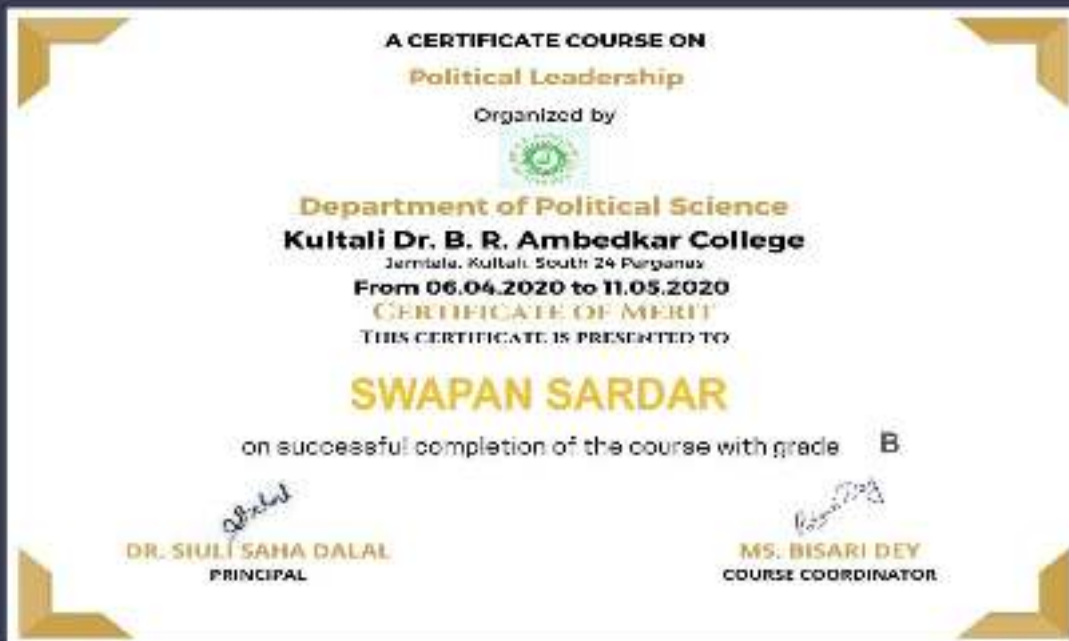 A CERTIFICATE COURSE ON
Political Leadership
Organized by
Department of Political Science
Kultali Dr. B. R. Ambedkar College
Jamtala, Kultali, South 24 Parganas
From 06.04.2020 to 11.05.2020
CERTIFICATE OF MERIT
THIS CERTIFICATE IS PRESENTED TO
SWAPAN SARDAR
on successful completion of the course with grade B
DR. SIULI SAHA DALAL
PRINCIPAL
MS. BISARI DEY
COURSE COORDINATOR